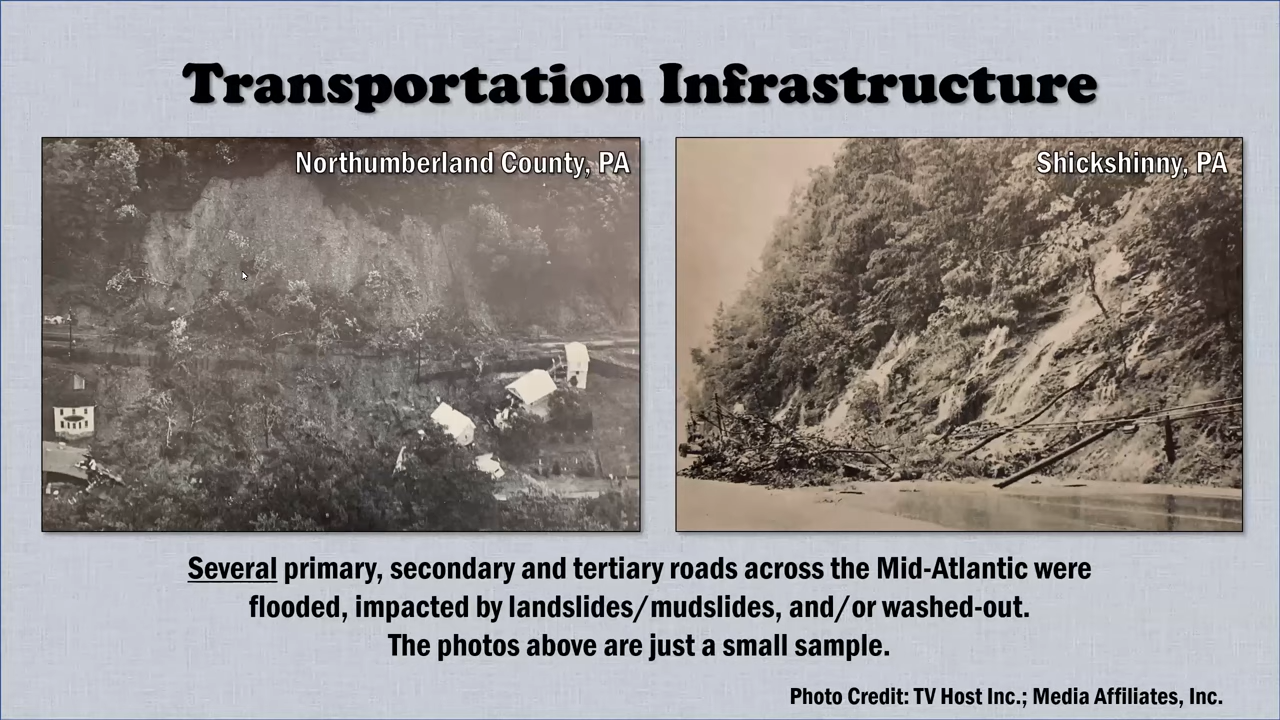 Transportation Infrastructure
Northumberland County, PA
Shickshinny, PA
Several primary, secondary and tertiary roads across the Mid-Atlantic were
flooded, impacted by landslides/mudslides, and/or washed-out.
The photos above are just a small sample.
Photo Credit: TV Host Inc.; Media Affiliates, Inc.